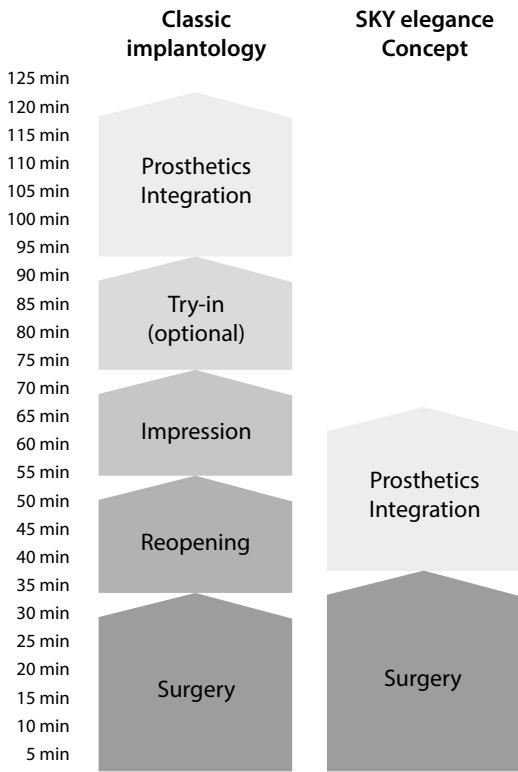 Classic
implantology
SKY elegance
Concept
125 min
120 min
115 min
110 min
105 min
100 min
95 min
90 min
85 min
80 min
75 min
70 min
65 min
60 min
55 min
50 min
45 min
40 min
35 min
30 min
25 min
20 min
15 min
10 min
5 min
Prosthetics
Integration
Try-in
(optional)
Impression
Reopening
Surgery
Prosthetics
Integration
Surgery